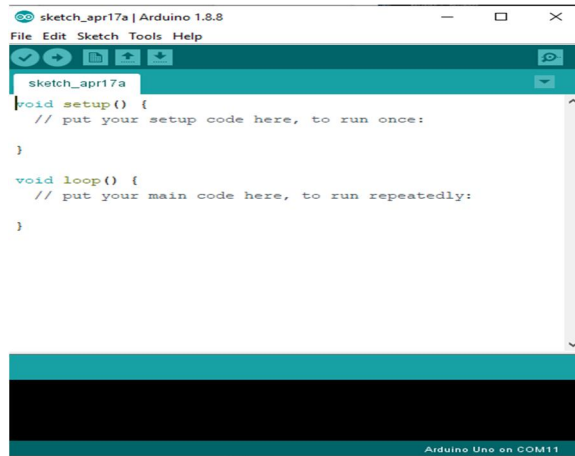 sketch_apr17a | Arduino 1.8.8
File Edit Sketch Tools Help
sketch_apr17a
void setup() {
  // put your setup code here, to run once:
}
void loop() {
  // put your main code here, to run repeatedly:
}
Arduino Uno on COM11